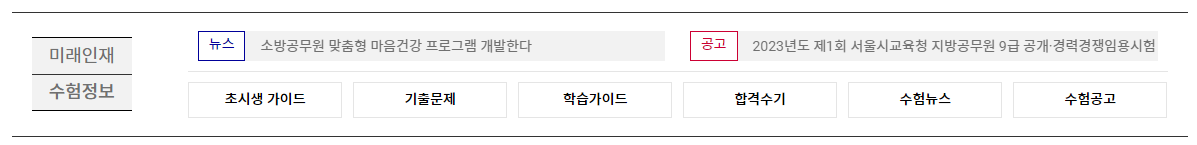 미래인재
수험정보
뉴스 소방공무원 맞춤형 마음건강 프로그램 개발한다
공고 2023년도 제1회 서울시교육청 지방공무원 9급 공개·경력경쟁임용시험
초시생 가이드 기출문제 학습가이드 합격수기 수험뉴스 수험공고